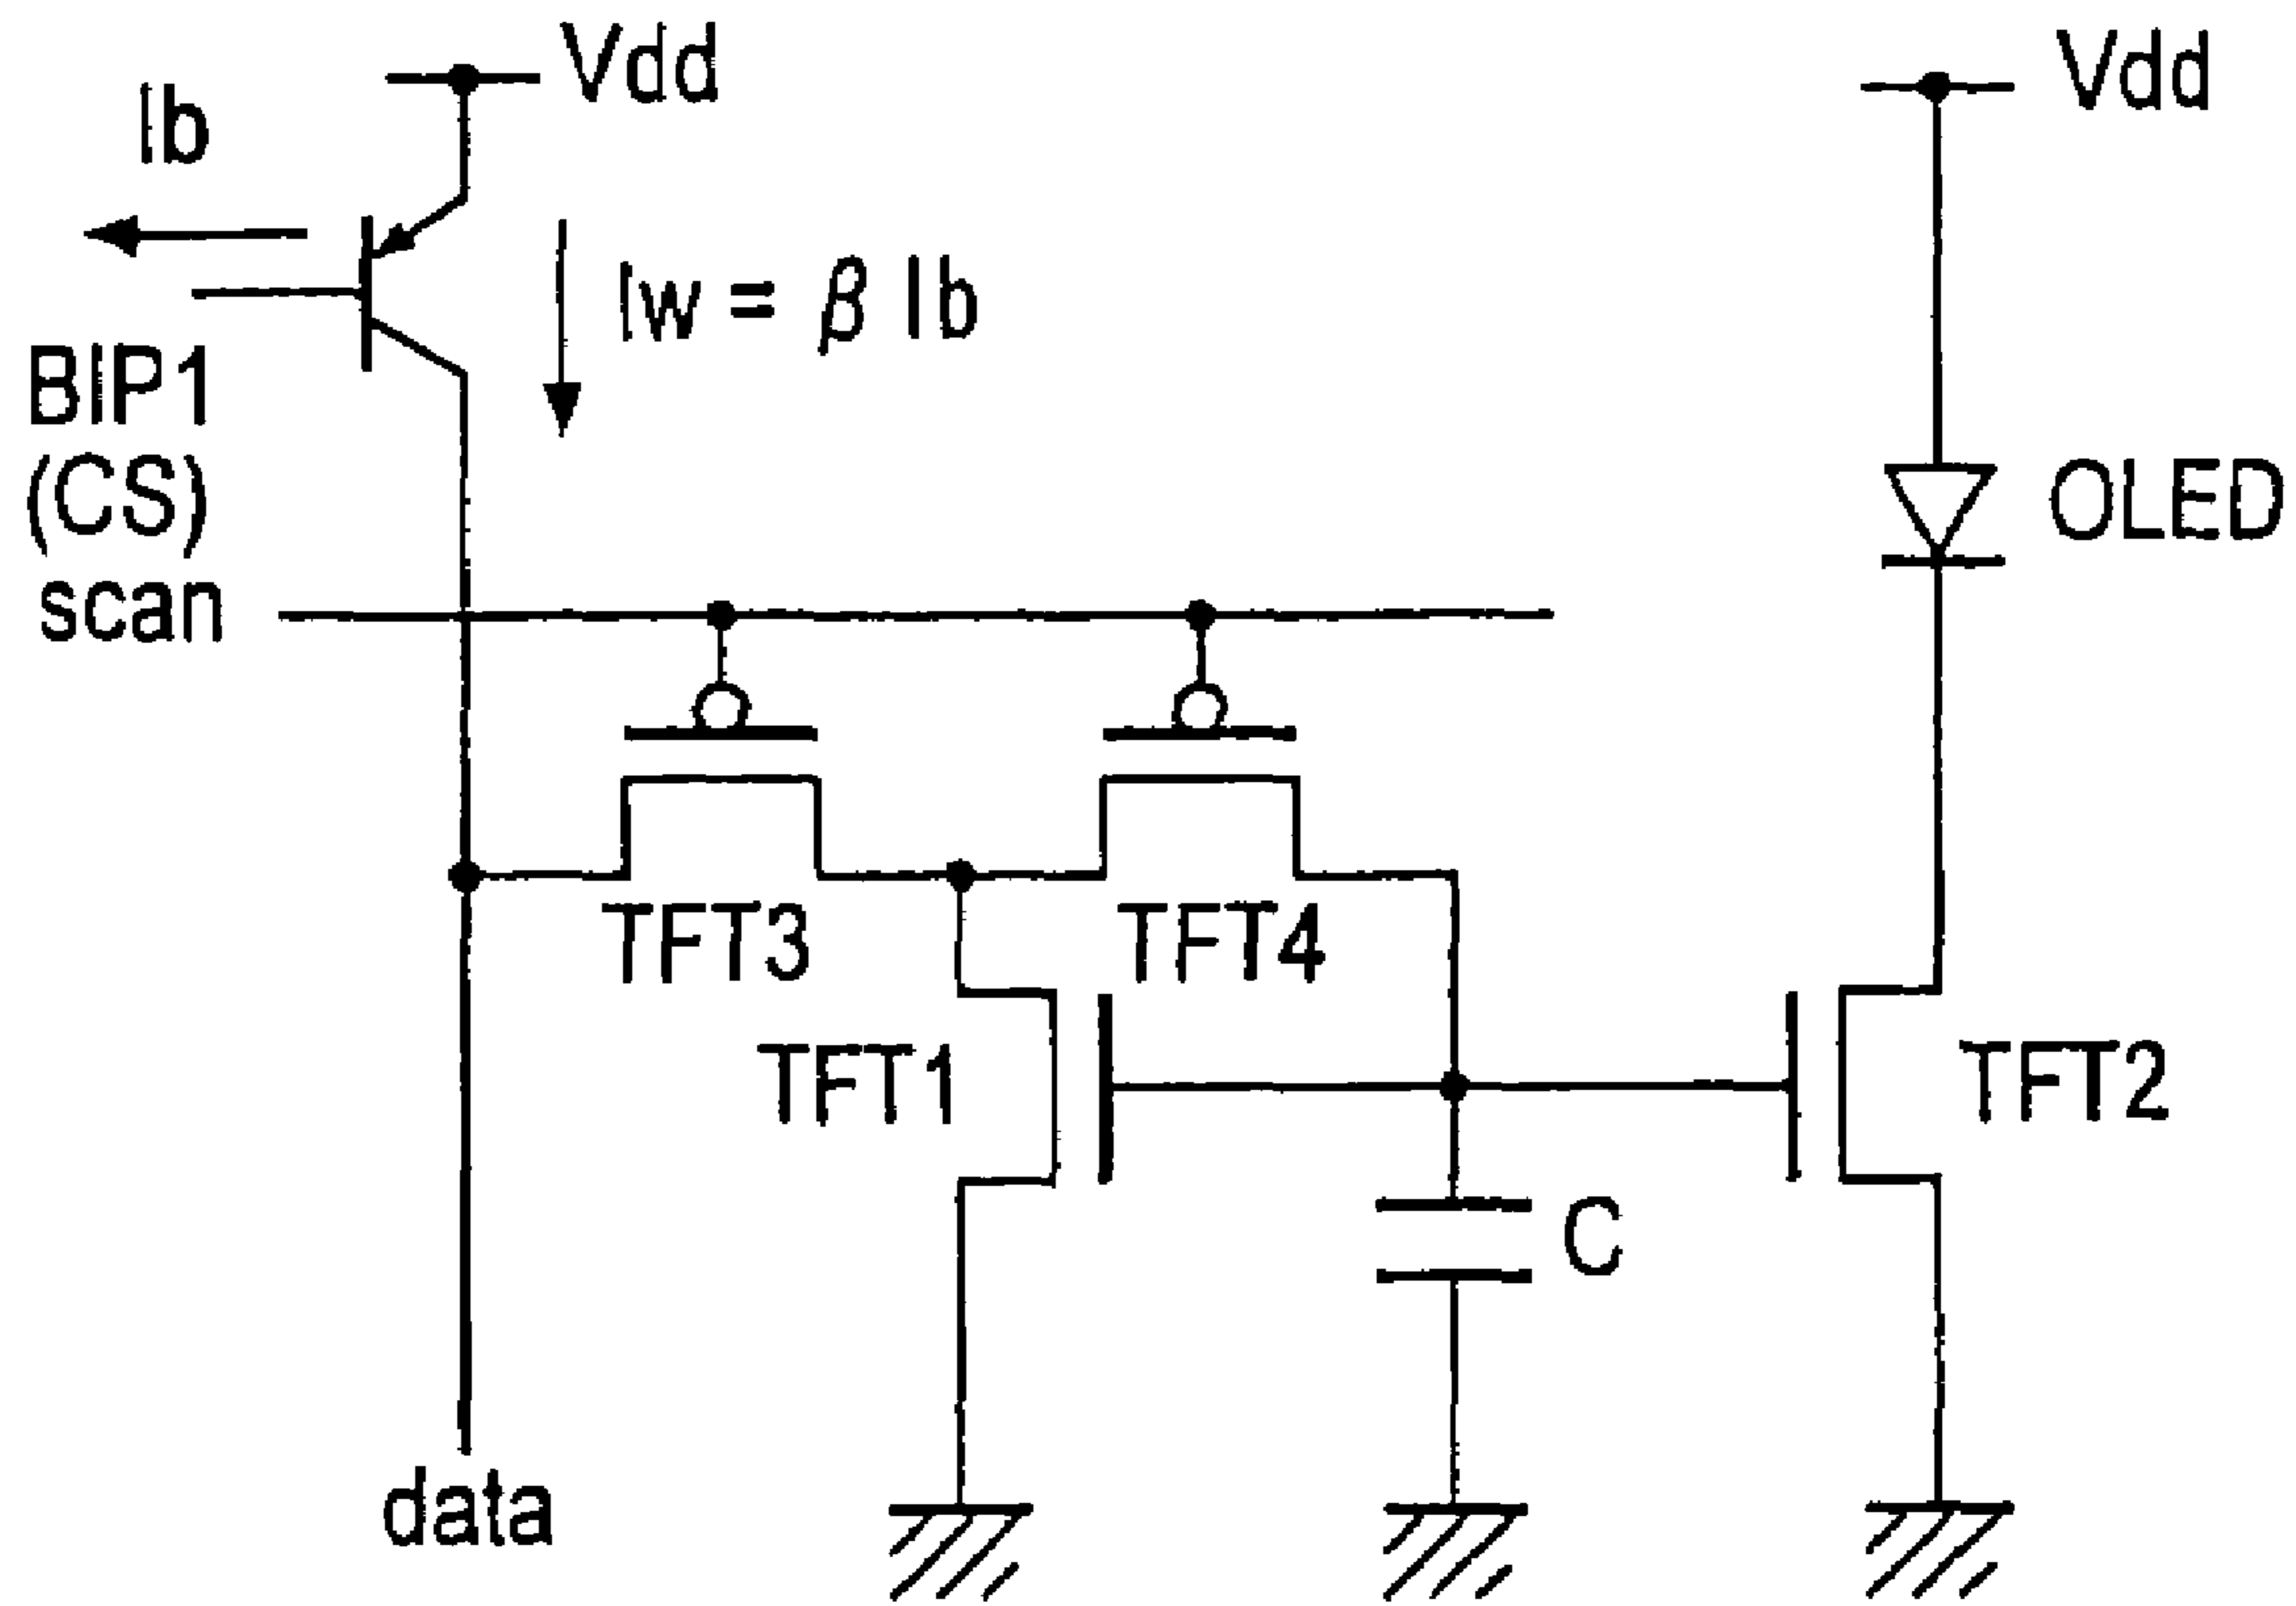 Vdd
Vdd
Ib
Iw = β Ib
BIP1
(CS)
OLED
scan
TFT3
TFT4
TFT1
TFT2
C
data